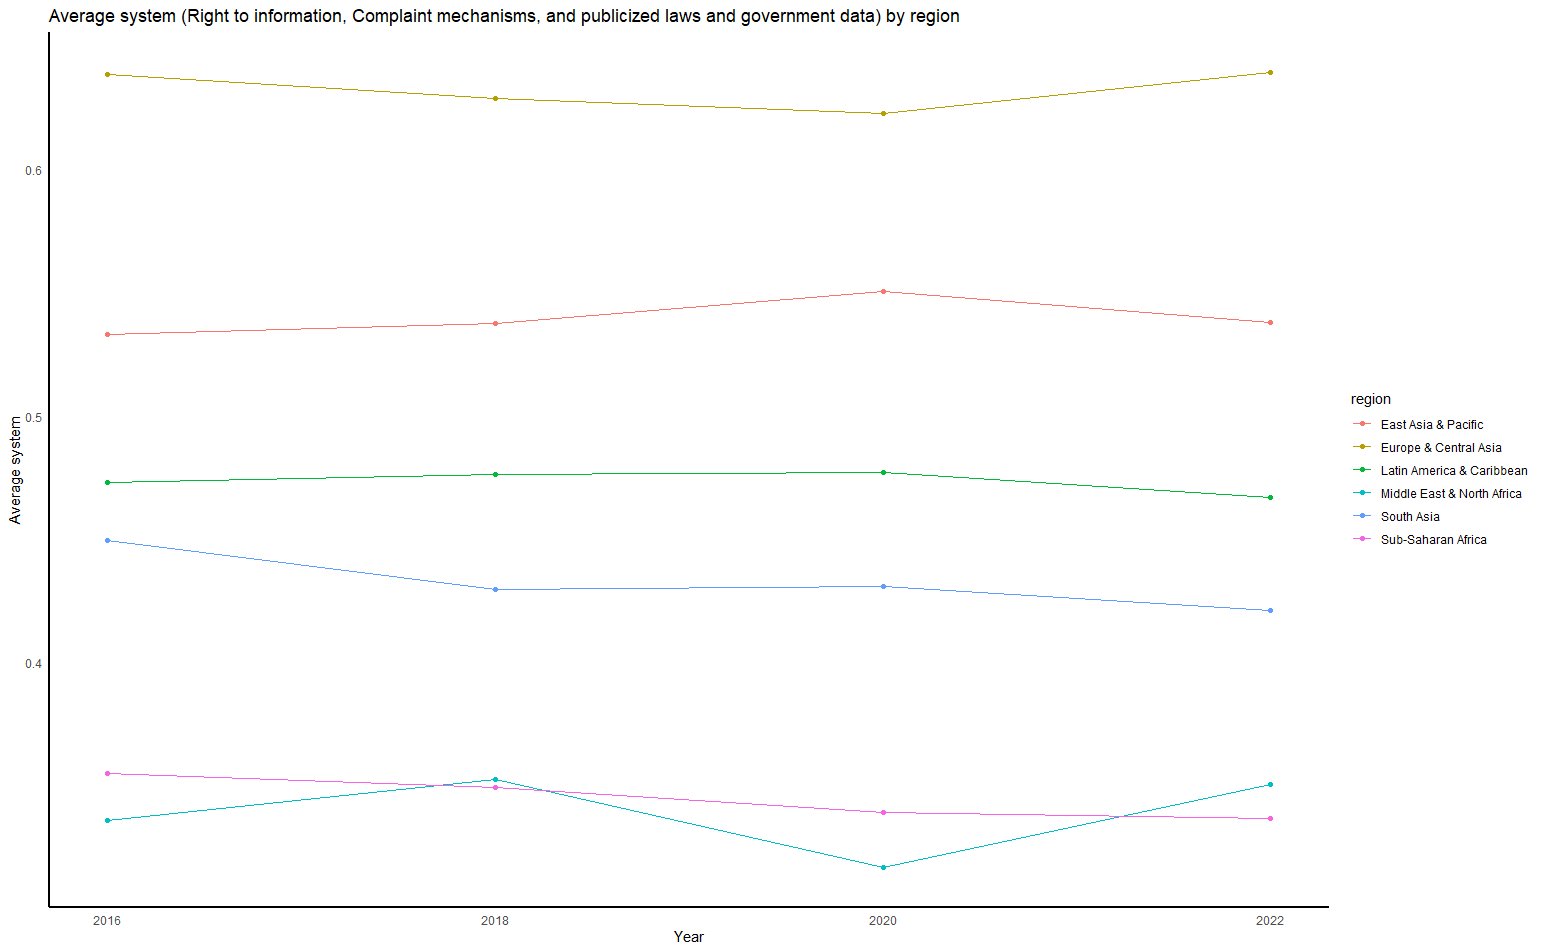 Average system (Right to information, Complaint mechanisms, and publicized laws and government data) by region
Average system
0.6
0.5
0.4
2016
2018
2020
2022
Year
region
East Asia & Pacific
Europe & Central Asia
Latin America & Caribbean
Middle East & North Africa
South Asia
Sub-Saharan Africa